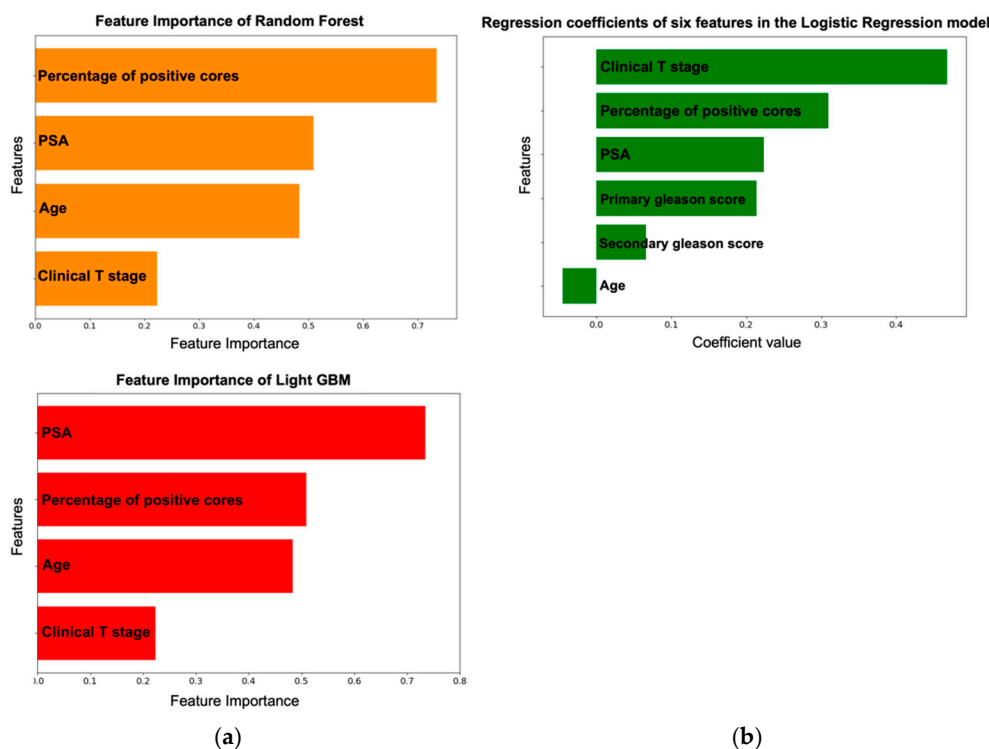 Feature Importance of Random Forest
Features
Percentage of positive cores
PSA
Age
Clinical T stage
0.0 0.1 0.2 0.3 0.4 0.5 0.6 0.7
Feature Importance
Regression coefficients of six features in the Logistic Regression model
Features
Clinical T stage
Percentage of positive cores
PSA
Primary gleason score
Secondary gleason score
Age
0.0 0.1 0.2 0.3 0.4
Coefficient value
Feature Importance of Light GBM
Features
PSA
Percentage of positive cores
Age
Clinical T stage
0.0 0.1 0.2 0.3 0.4 0.5 0.6 0.7 0.8
Feature Importance
(a) (b)